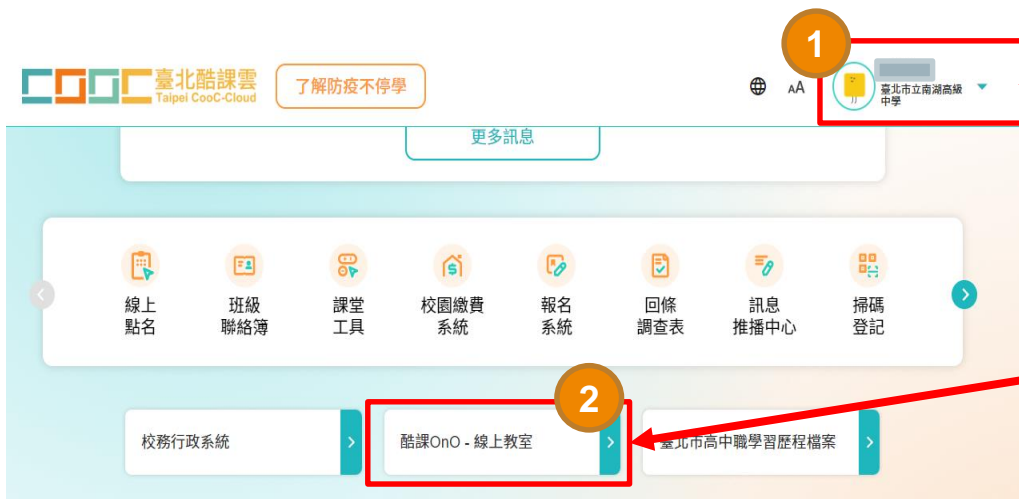 1
臺北酷課雲
Taipei CooC-Cloud
了解防疫不停學
AA
臺北市立南湖高級
中學
更多訊息
線上
點名
班級
聯絡簿
課堂
工具
校園繳費
系統
報名
系統
回條
調查表
訊息
推播中心
掃碼
登記
2
校務行政系統
酷課OnO - 線上教室
臺北市高中職學習歷程檔案